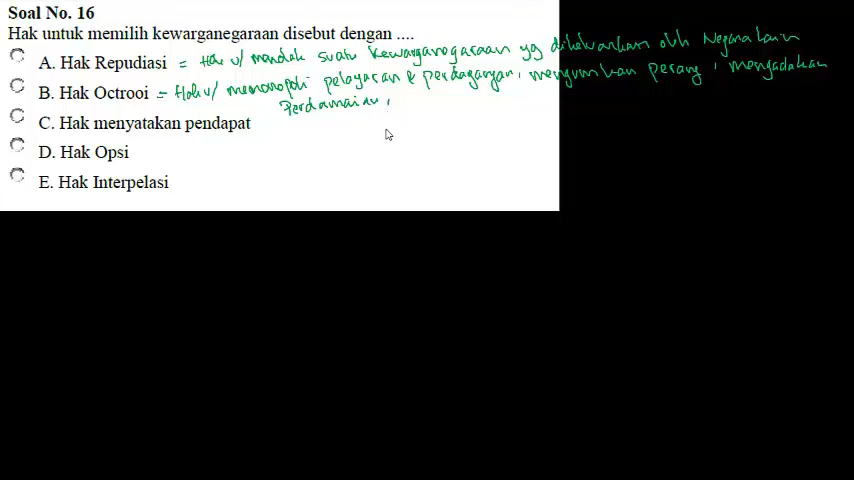 Soal No. 16
Hak untuk memilih kewarganegaraan disebut dengan ....
A. Hak Repudiasi = Hak u/ menolak suatu kewarganegaraan yg dikeluarkan oleh Negara Lain
B. Hak Octrooi = Hak u/ memonopoli pelayaran & perdagangan, mengumumkan perang, mengadakan
Perdamaian,
C. Hak menyatakan pendapat
D. Hak Opsi
E. Hak Interpelasi